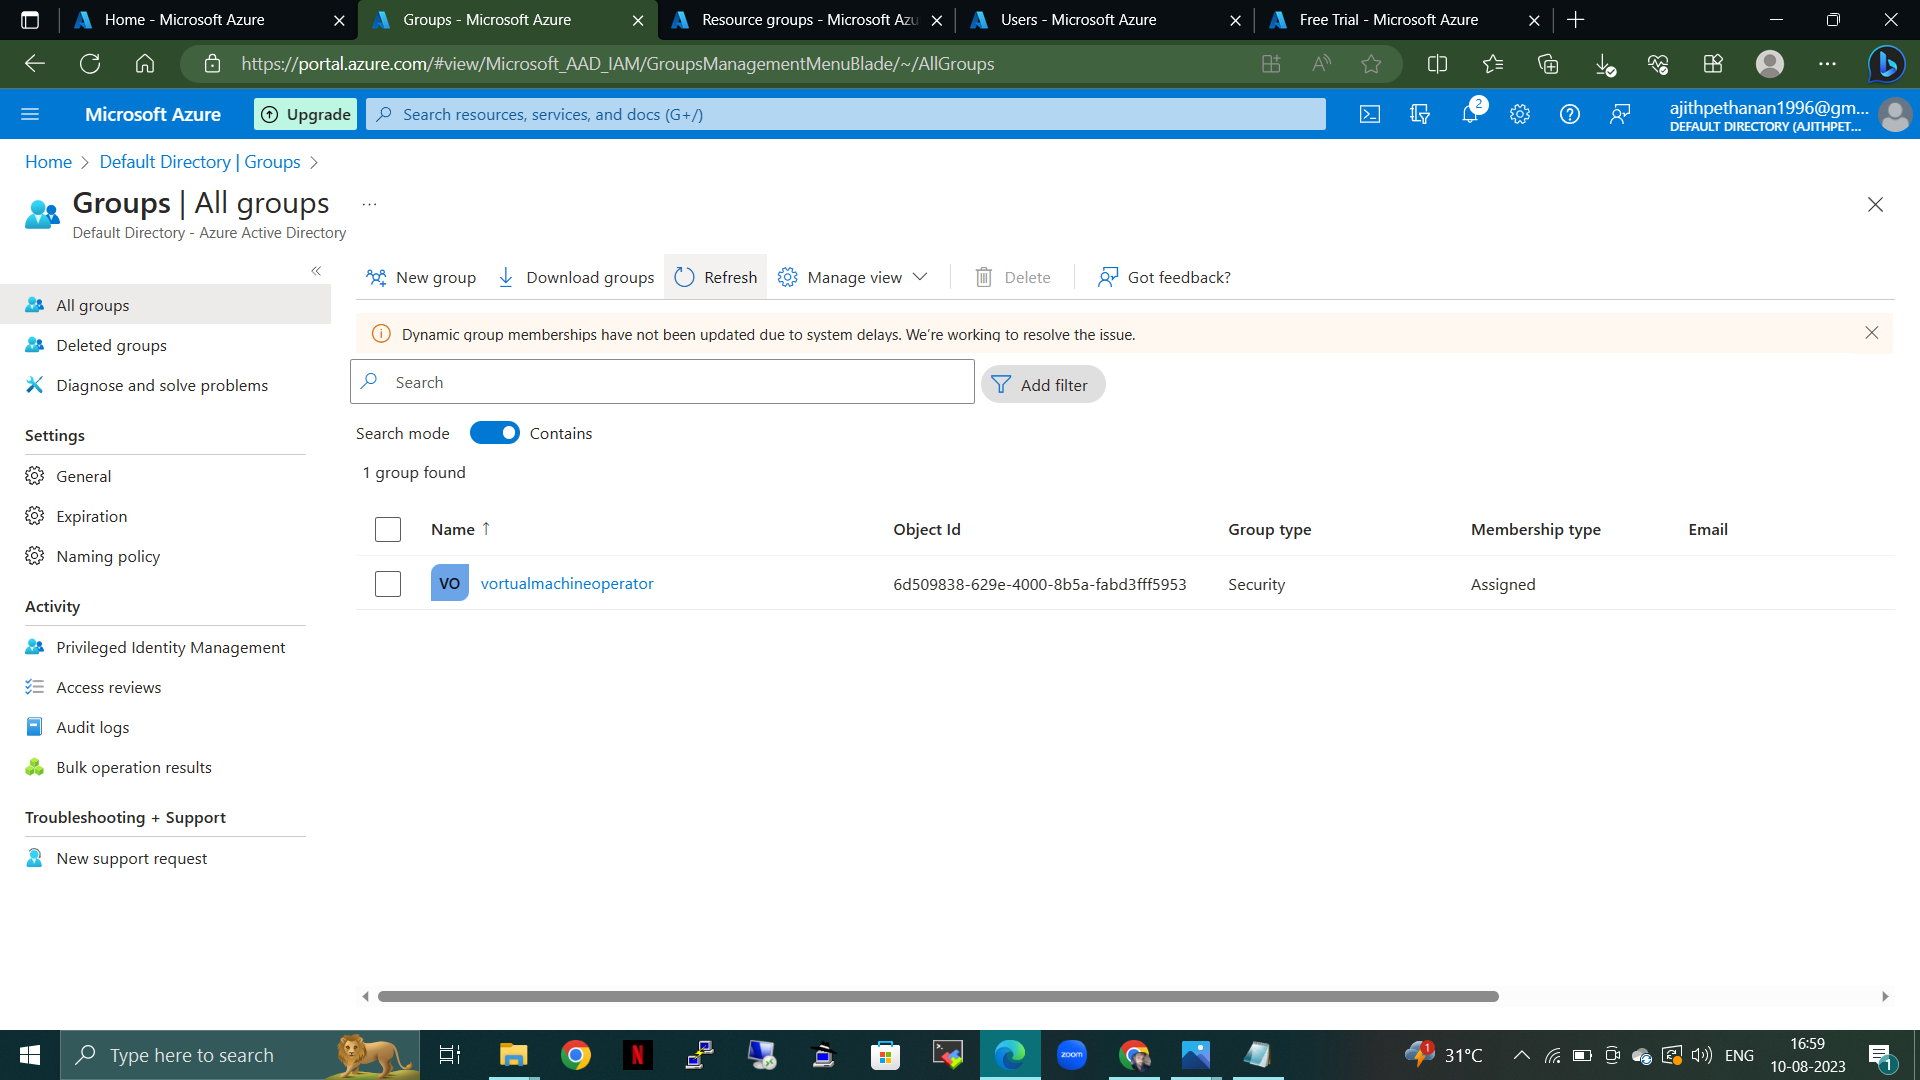 Home - Microsoft Azure
Groups - Microsoft Azure
Resource groups - Microsoft Azu
Users - Microsoft Azure
Free Trial - Microsoft Azure
https://portal.azure.com/#view/Microsoft_AAD_IAM/GroupsManagementMenuBlade/~/AllGroups
Microsoft Azure
Upgrade
Search resources, services, and docs (G+/)
2
ajithpethanan1996@gm...
DEFAULT DIRECTORY (AJITHPET...
Home > Default Directory | Groups >
Groups | All groups ...
Default Directory - Azure Active Directory
All groups
Deleted groups
Diagnose and solve problems
Settings
General
Expiration
Naming policy
Activity
Privileged Identity Management
Access reviews
Audit logs
Bulk operation results
Troubleshooting + Support
New support request
New group
Download groups
Refresh
Manage view
Delete
Got feedback?
Dynamic group memberships have not been updated due to system delays. We're working to resolve the issue.
Search
Add filter
Search mode
Contains
1 group found
Name ↑ Object Id Group type Membership type Email
VO vortualmachineoperator 6d509838-629e-4000-8b5a-fabd3fff5953 Security Assigned
Type here to search
N
zoom
1
31°C
ENG
16:59
10-08-2023
1